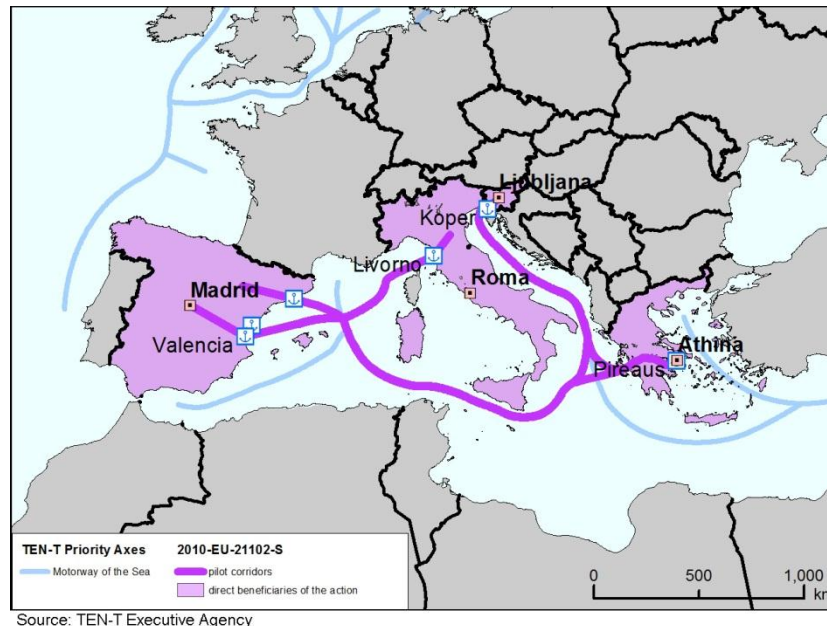 Ljubljana
Koper
Livorno
Roma
Madrid
Valencia
Athina
Pireaus
TEN-T Priority Axes
2010-EU-21102-S
Motorway of the Sea
pilot corridors
direct beneficiaries of the action
0 500 1,000
km
Source: TEN-T Executive Agency